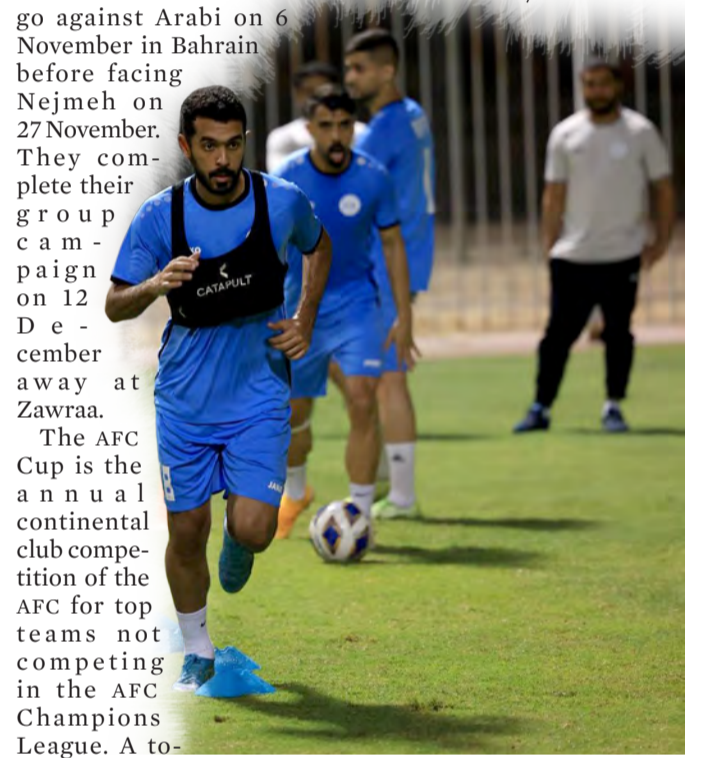 go against Arabi on 6
November in Bahrain
before facing
Nejmeh on
27 November.
They com-
plete their
group
cam-
paign
on 12
De-
cember
away at
Zawraa.
The AFC
Cup is the
annual
continental
club compe-
tition of the
AFC for top
teams not
competing
in the AFC
Champions
League. A to-
CATAPULT
JAKO